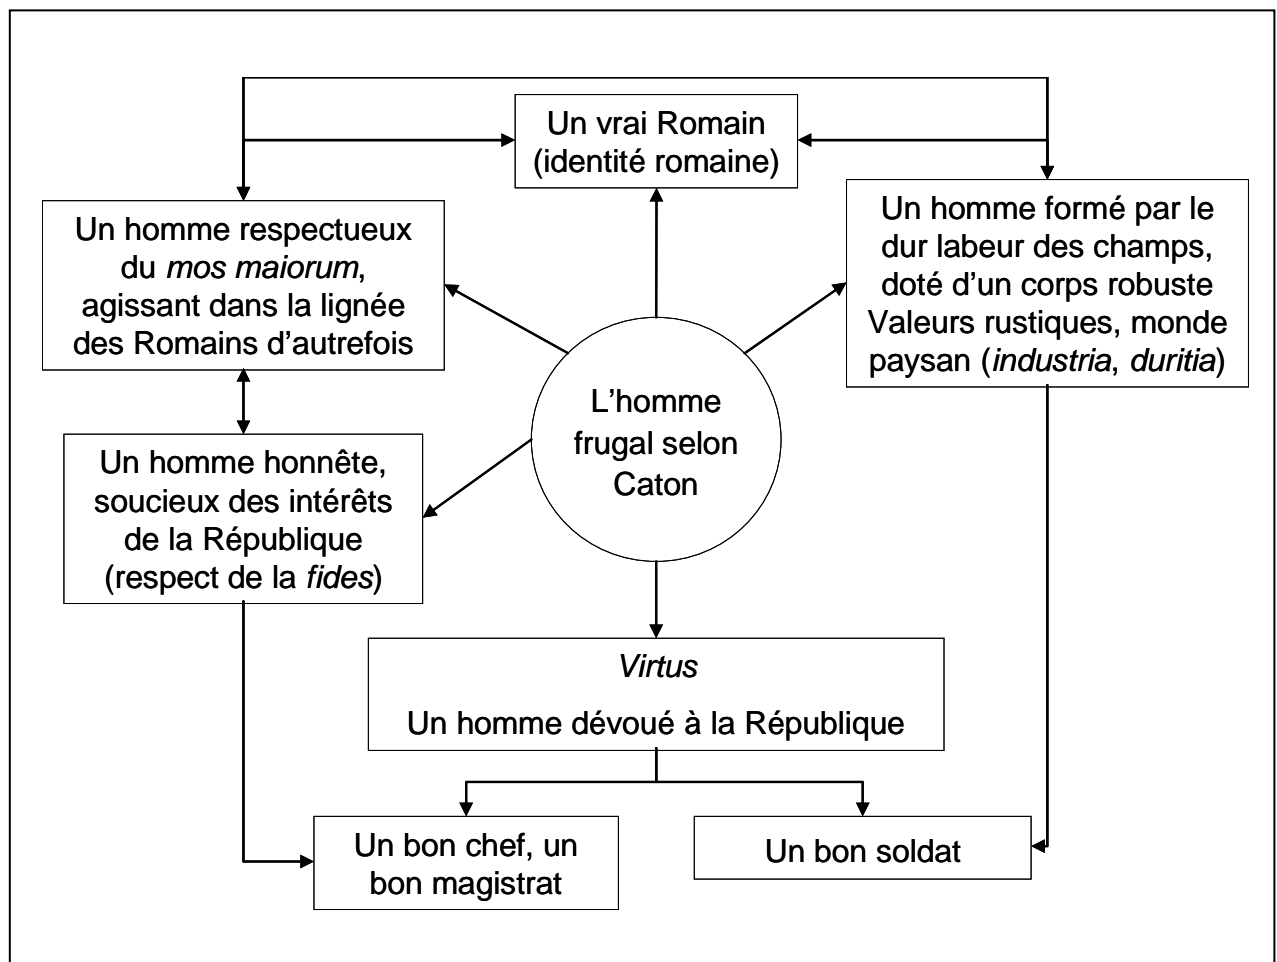 Un vrai Romain
(identité romaine)
Un homme respectueux
du mos maiorum,
agissant dans la lignée
des Romains d'autrefois
Un homme formé par le
dur labeur des champs,
doté d’un corps robuste
Valeurs rustiques, monde
paysan (industria, duritia)
L’homme
frugal selon
Caton
Un homme honnête,
soucieux des intérêts
de la République
(respect de la fides)
Virtus
Un homme dévoué à la République
Un bon chef, un
bon magistrat
Un bon soldat